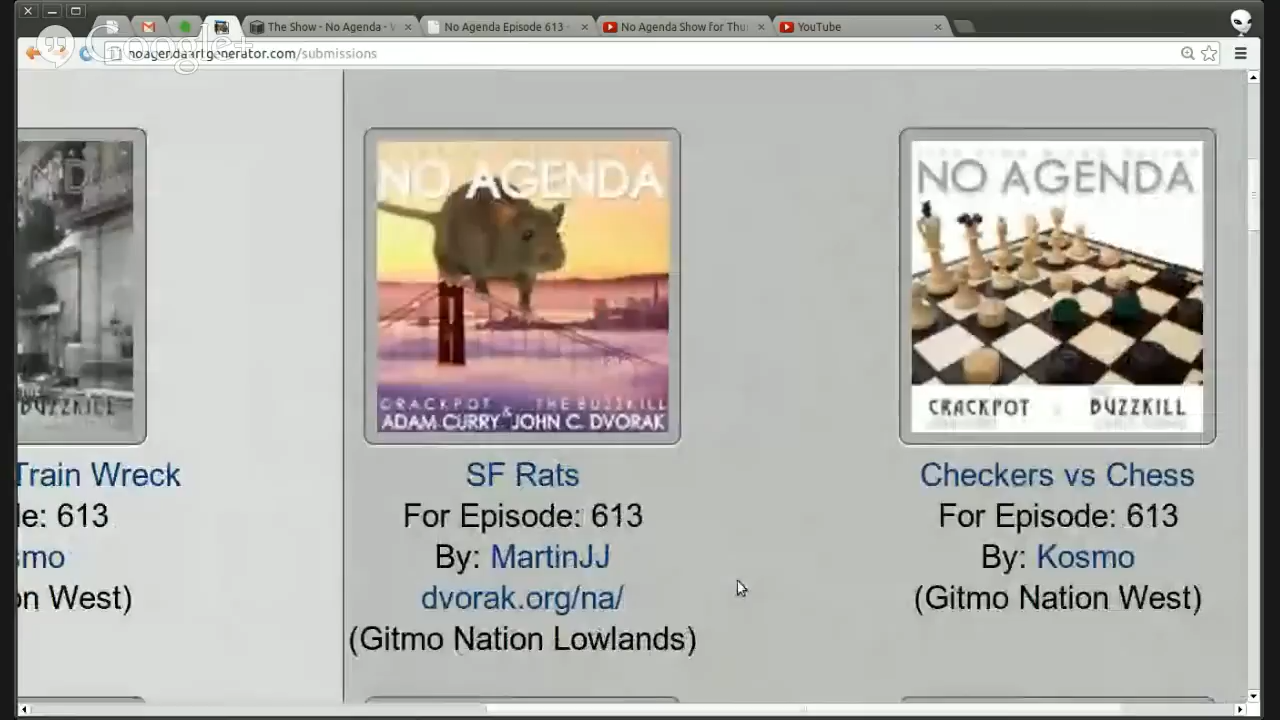 The Show - No Agenda -
No Agenda Episode 613 -
No Agenda Show for Thu
YouTube
Google+
noagendaartgenerator.com/submissions
NO AGENDA
CRACKPOT & THE BUZZKILL
ADAM CURRY JOHN C. DVORAK
NO AGENDA
CRACKPOT BUZZKILL
BUZZKILL
Train Wreck
le: 613
smo
on West)
SF Rats
For Episode: 613
By: MartinJJ
dvorak.org/na/
(Gitmo Nation Lowlands)
Checkers vs Chess
For Episode: 613
By: Kosmo
(Gitmo Nation West)